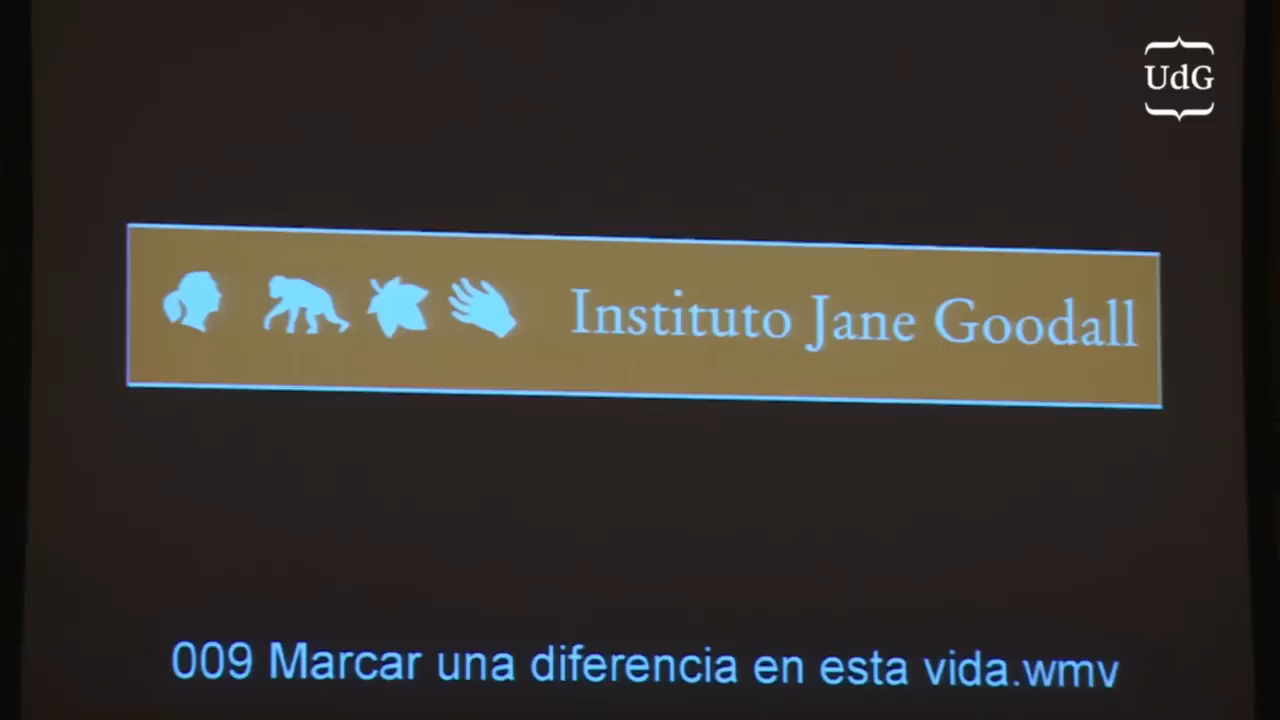 UdG
Instituto Jane Goodall
009 Marcar una diferencia en esta vida.wmv